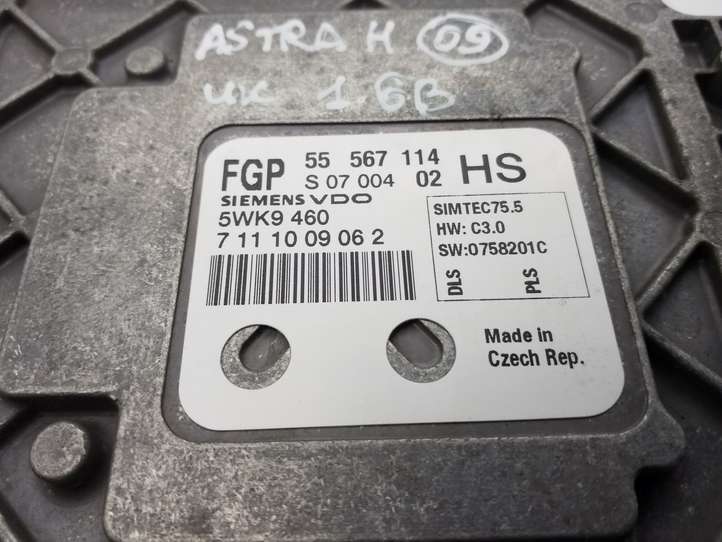 ASTRA H 09
UK 1.6B
FGP 55 567 114 HS
S 07 004 02
SIEMENS VDO
5WK9 460
7 11 10 09 06 2
SIMTEC75.5
HW: C3.0
SW:0758201C
DLS PLS
Made in
Czech Rep.